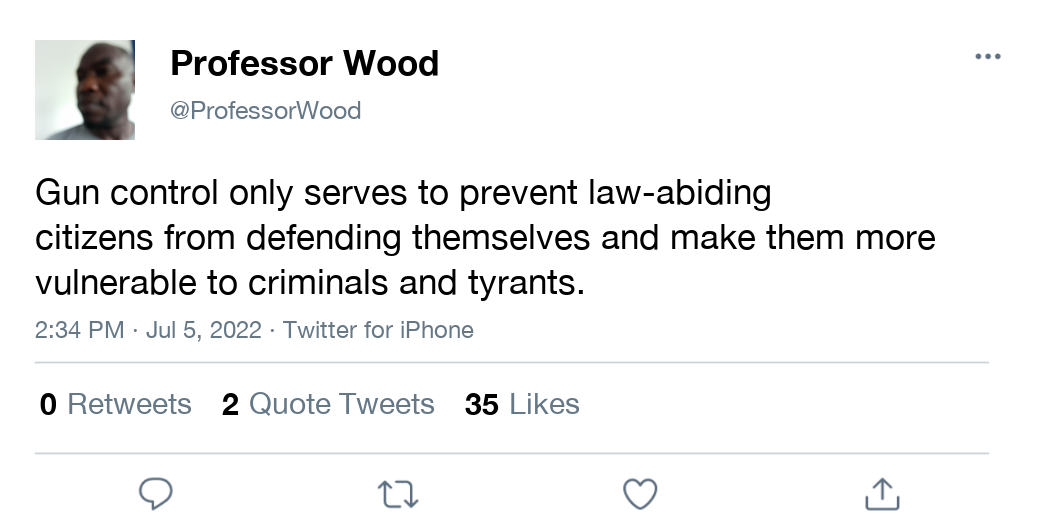 Professor Wood
@ProfessorWood
Gun control only serves to prevent law-abiding
citizens from defending themselves and make them more
vulnerable to criminals and tyrants.
2:34 PM · Jul 5, 2022 · Twitter for iPhone
0 Retweets 2 Quote Tweets 35 Likes